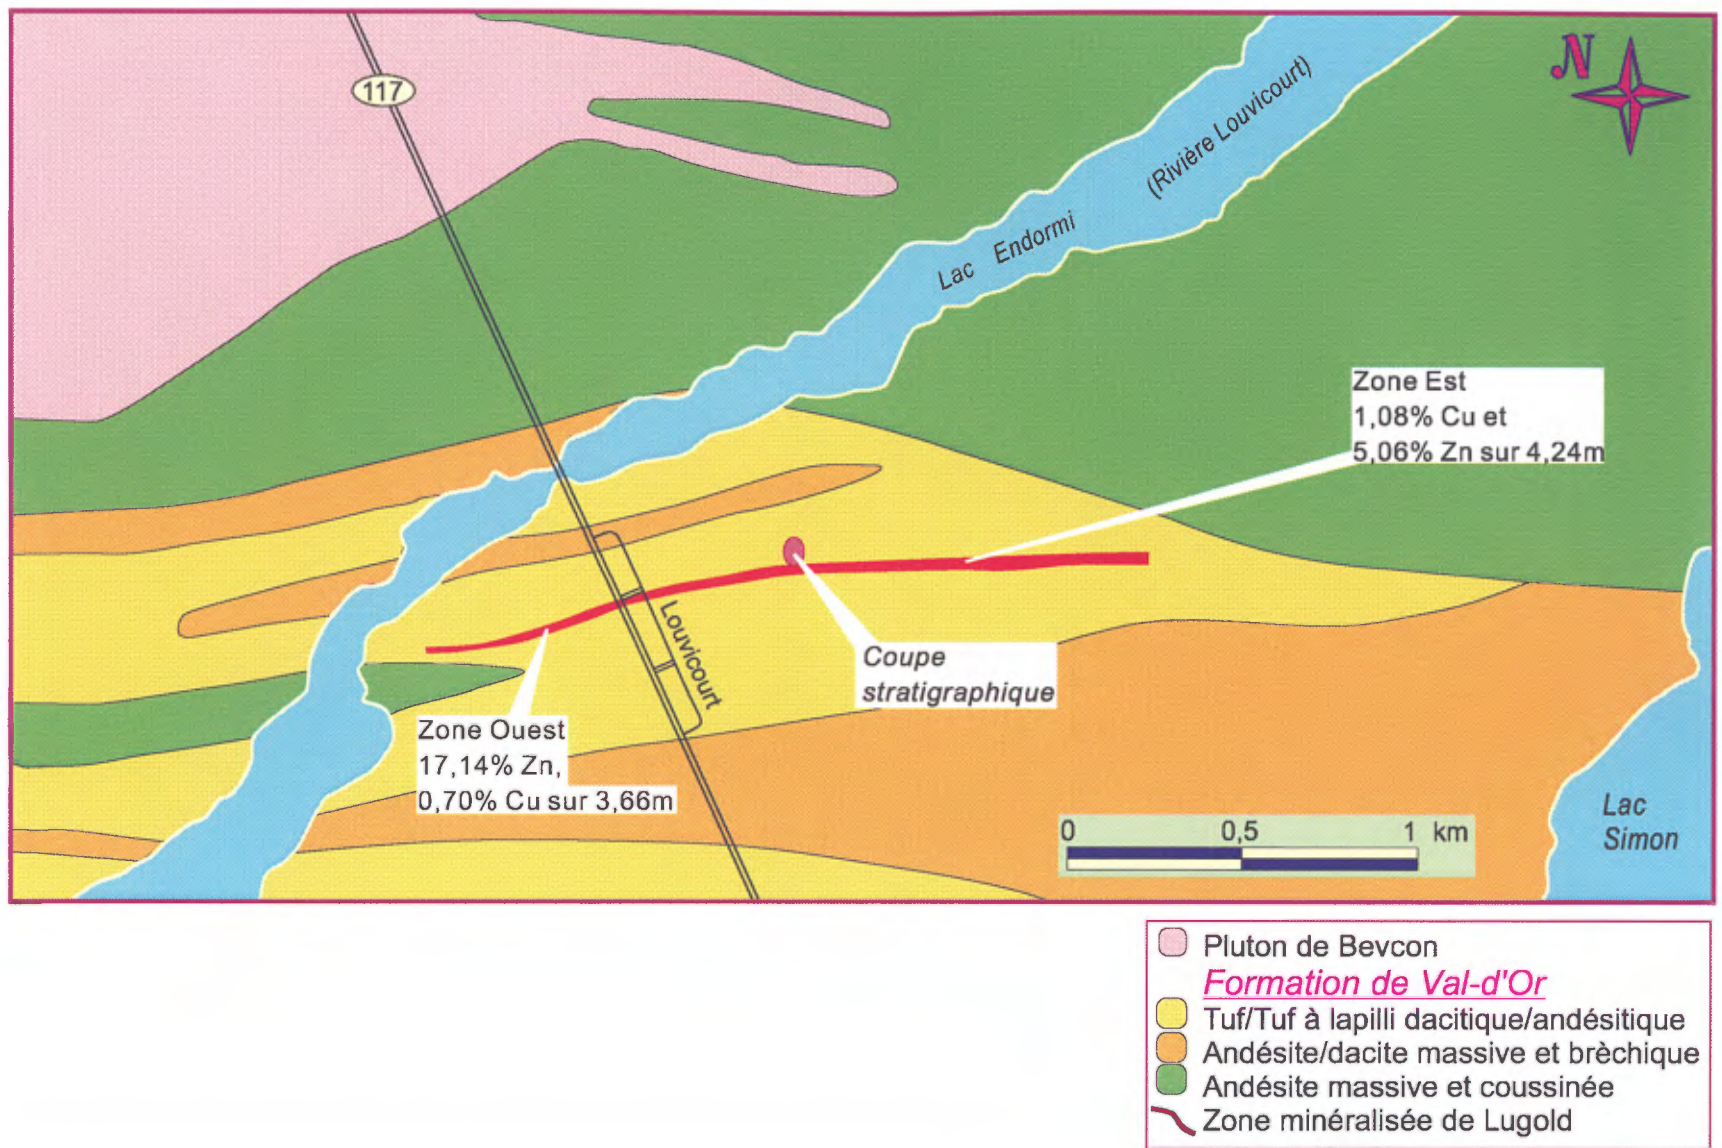 N
117
(Rivière Louvicourt)
Lac Endormi
Zone Est
1,08% Cu et
5,06% Zn sur 4,24m
Louvicourt
Coupe
stratigraphique
Zone Ouest
17,14% Zn,
0,70% Cu sur 3,66m
Lac
Simon
0 0,5 1 km
Pluton de Bevcon
Formation de Val-d'Or
Tuf/Tuf à lapilli dacitique/andésitique
Andésite/dacite massive et brèchique
Andésite massive et coussinée
Zone minéralisée de Lugold